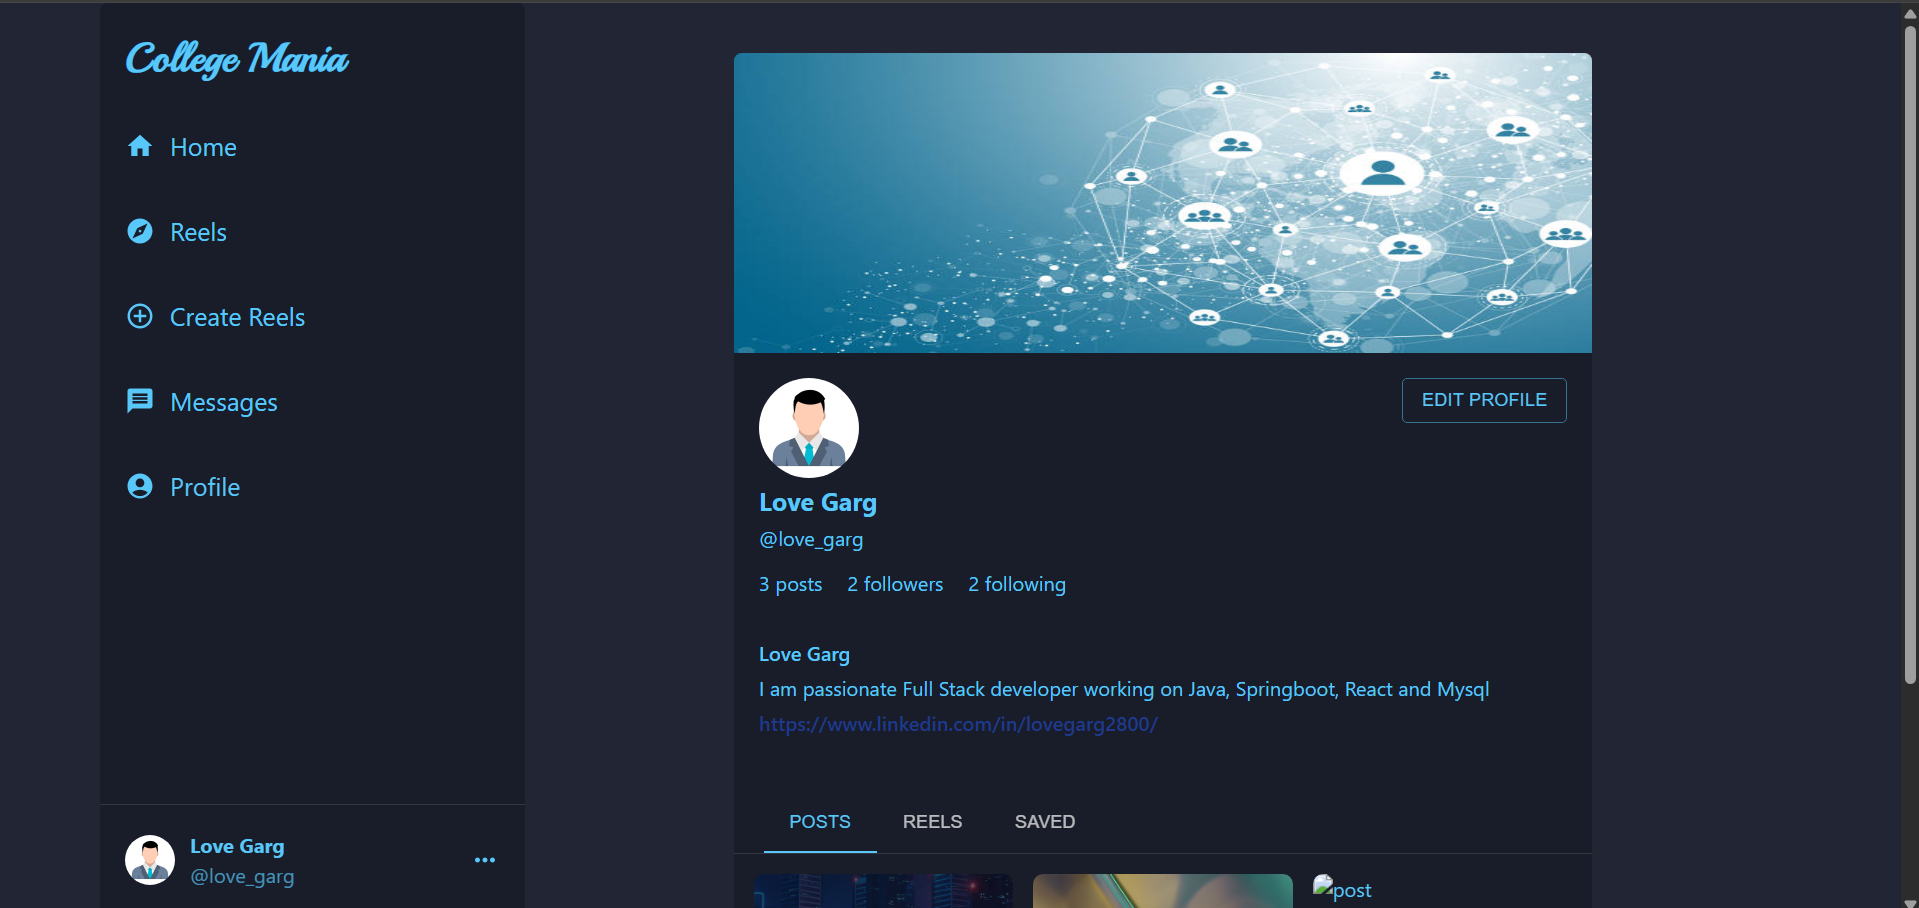 College Mania
Home
Reels
Create Reels
Messages
Profile
Love Garg
@love_garg
EDIT PROFILE
Love Garg
@love_garg
3 posts 2 followers 2 following
Love Garg
I am passionate Full Stack developer working on Java, Springboot, React and Mysql
https://www.linkedin.com/in/lovegarg2800/
POSTS REELS SAVED
post